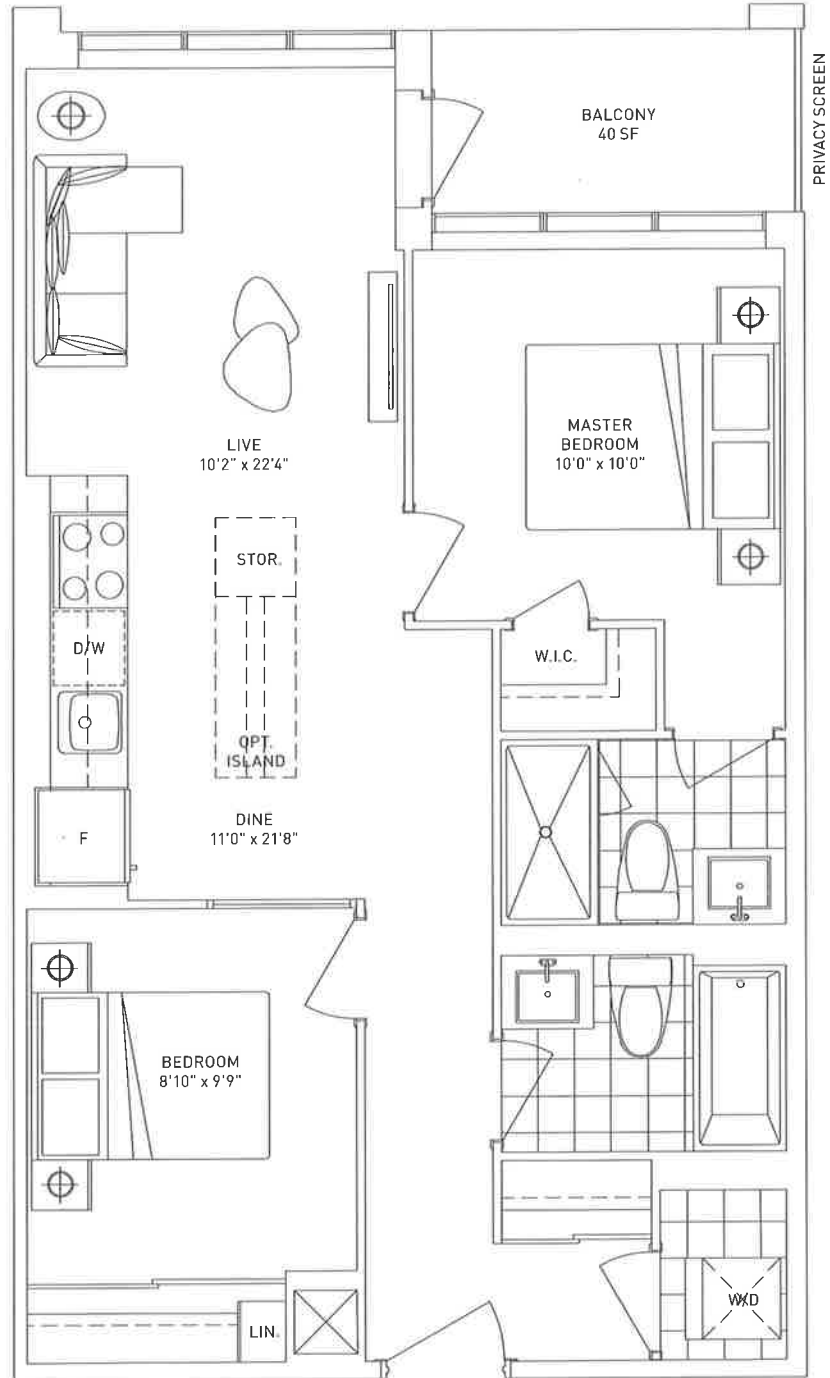 BALCONY
40 SF
PRIVACY SCREEN
LIVE
10'2" x 22'4"
MASTER
BEDROOM
10'0" x 10'0"
STOR.
D/W
W.I.C.
OPT.
ISLAND
F
DINE
11'0" x 21'8"
BEDROOM
8'10" x 9'9"
LIN.
W/D